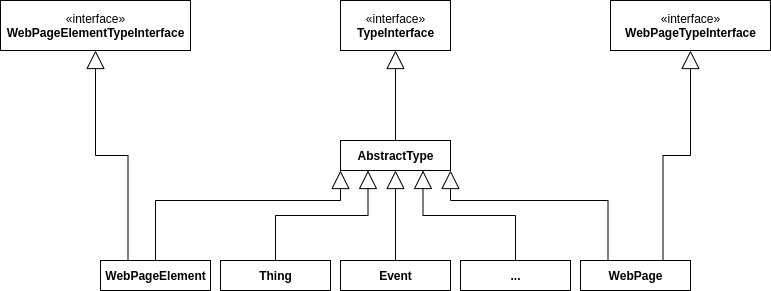 «interface»
WebPageElementTypeInterface
«interface»
TypeInterface
«interface»
WebPageTypeInterface
AbstractType
WebPageElement
Thing
Event
...
WebPage